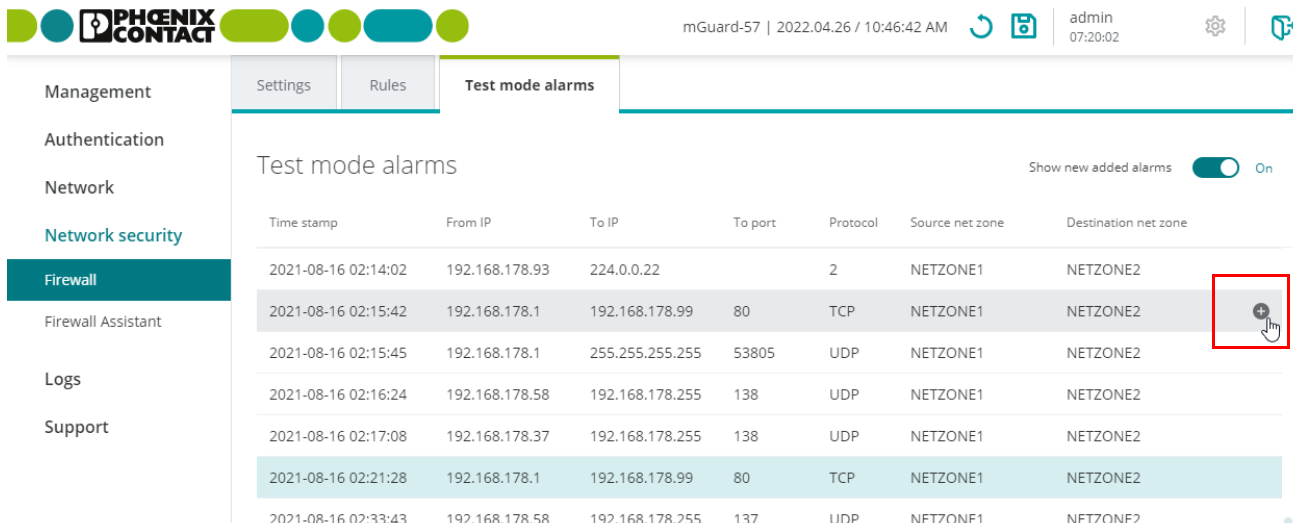 PHŒNIX
CONTACT
mGuard-57 | 2022.04.26 / 10:46:42 AM
admin
07:20:02
Management
Authentication
Network
Network security
Firewall
Firewall Assistant
Logs
Support
Settings Rules Test mode alarms
Test mode alarms
Show new added alarms On
Time stamp From IP To IP To port Protocol Source net zone Destination net zone
2021-08-16 02:14:02 192.168.178.93 224.0.0.22 2 NETZONE1 NETZONE2
2021-08-16 02:15:42 192.168.178.1 192.168.178.99 80 TCP NETZONE1 NETZONE2
2021-08-16 02:15:45 192.168.178.1 255.255.255.255 53805 UDP NETZONE1 NETZONE2
2021-08-16 02:16:24 192.168.178.58 192.168.178.255 138 UDP NETZONE1 NETZONE2
2021-08-16 02:17:08 192.168.178.37 192.168.178.255 138 UDP NETZONE1 NETZONE2
2021-08-16 02:21:28 192.168.178.1 192.168.178.99 80 TCP NETZONE1 NETZONE2
2021-08-16 02:33:43 192.168.178.58 192.168.178.255 137 UDP NETZONE1 NETZONE2